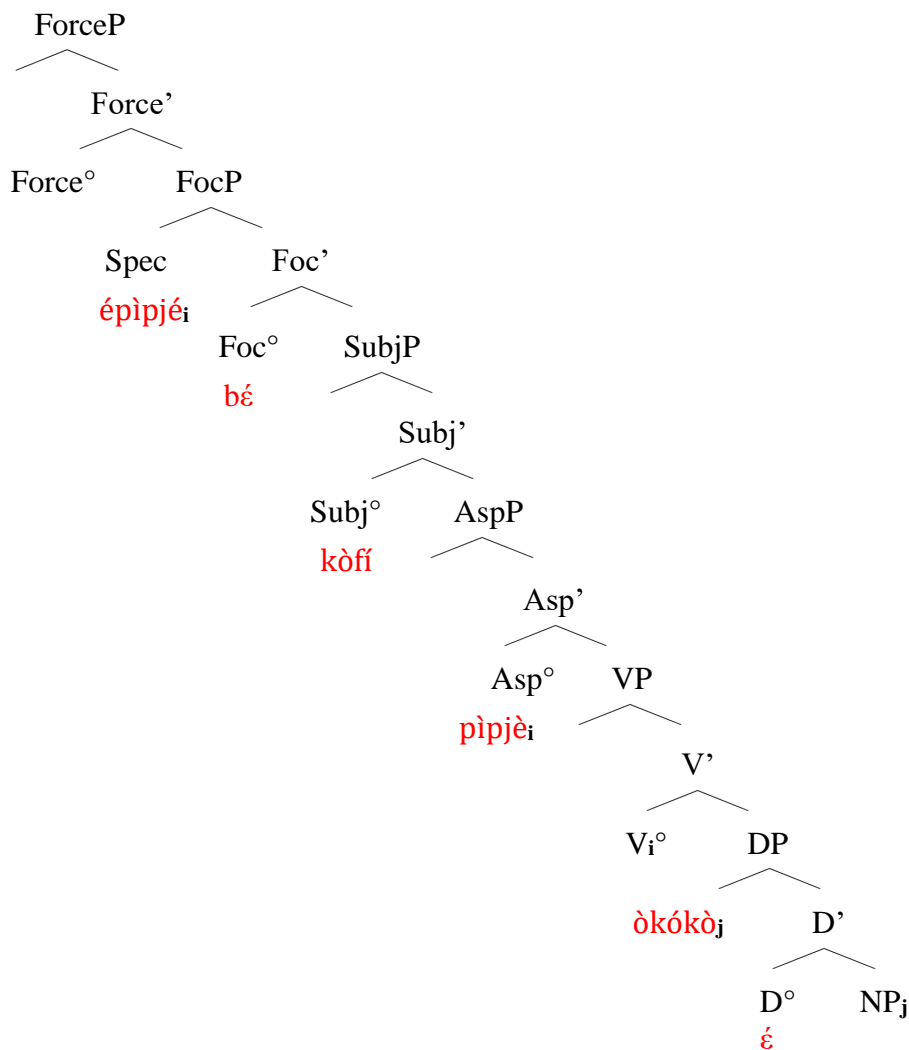 ForceP
Force’
Force° FocP
Spec Foc’
épìpjéi
Foc° SubjP
bɛ́
Subj’
Subj° AspP
kòfí
Asp’
Asp° VP
pìpjèi
V’
Vi° DP
òkókòj D’
D° NPj
ɛ́